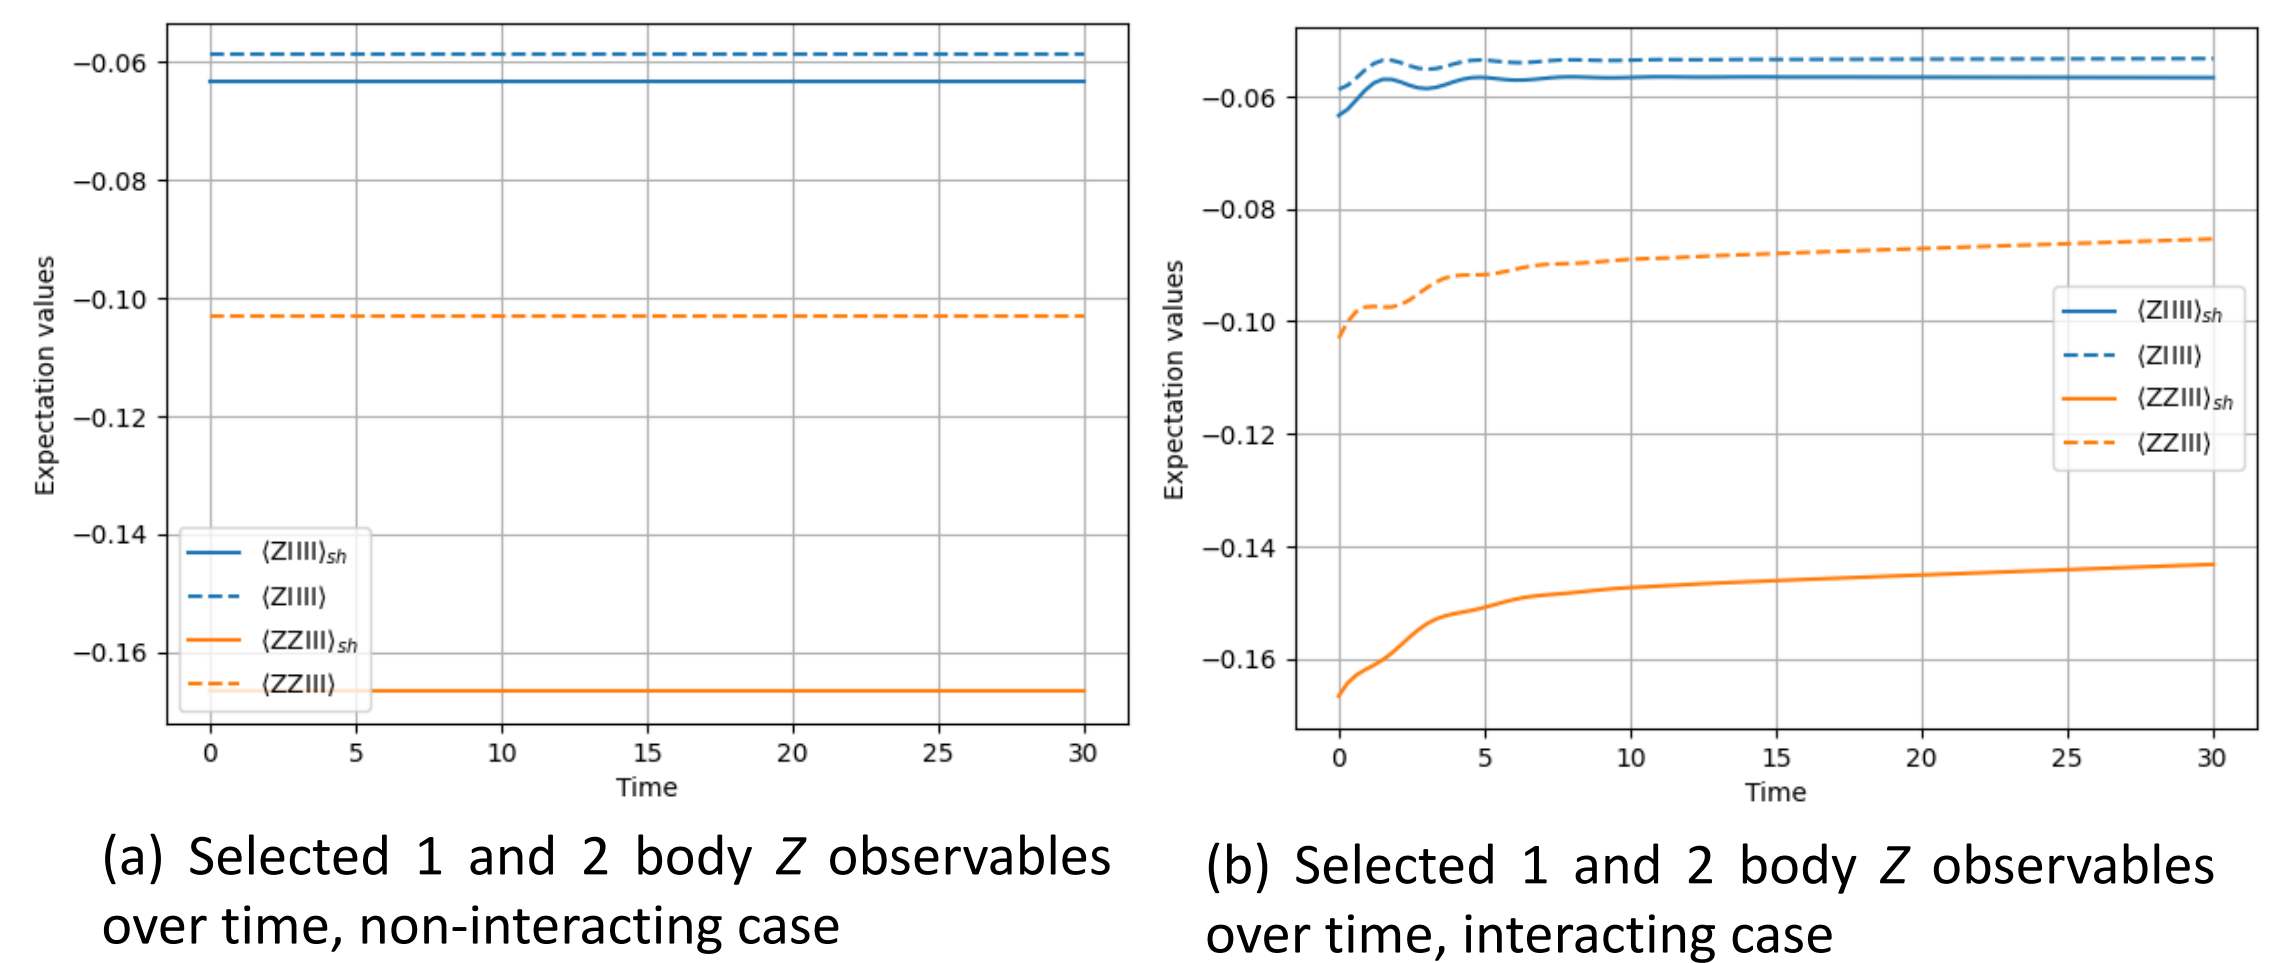 Expectation values
−0.06
−0.08
−0.10
−0.12
−0.14
−0.16
⟨ZIIII⟩sh
⟨ZIIII⟩
⟨ZZIII⟩sh
⟨ZZIII⟩
0 5 10 15 20 25 30
Time
(a) Selected 1 and 2 body Z observables
over time, non-interacting case
Expectation values
−0.06
−0.08
−0.10
−0.12
−0.14
−0.16
⟨ZIIII⟩sh
⟨ZIIII⟩
⟨ZZIII⟩sh
⟨ZZIII⟩
0 5 10 15 20 25 30
Time
(b) Selected 1 and 2 body Z observables
over time, interacting case